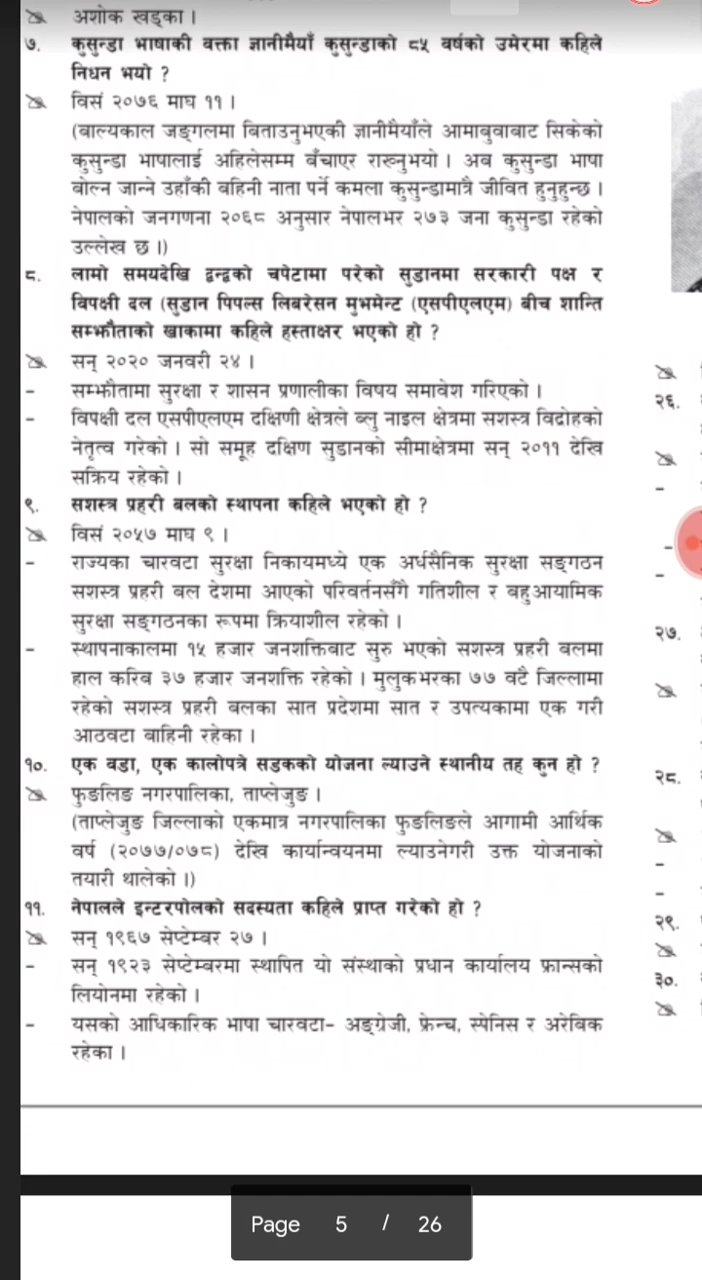 अशोक खड्का ।
७. कुसुन्डा भाषाकी वक्ता ज्ञानीमैयाँ कुसुन्डाको ८५ वर्षको उमेरमा कहिले
निधन भयो ?
विसं २०७६ माघ ११ ।
(बाल्यकाल जङ्गलमा बिताउनुभएकी ज्ञानीमैयाँले आमाबुवाबाट सिकेको
कुसुन्डा भाषालाई अहिलेसम्म बँचाएर राख्नुभयो । अब कुसुन्डा भाषा
बोल्न जान्ने उहाँकी बहिनी नाता पर्ने कमला कुसुन्डामात्रै जीवित हुनुहुन्छ ।
नेपालको जनगणना २०६८ अनुसार नेपालभर २७३ जना कुसुन्डा रहेको
उल्लेख छ ।)
८. लामो समयदेखि द्वन्द्वको चपेटामा परेको सुडानमा सरकारी पक्ष र
विपक्षी दल (सुडान पिपल्स लिबरेसन मुभमेन्ट (एसपीएलएम) बीच शान्ति
सम्झौताको खाकामा कहिले हस्ताक्षर भएको हो ?
सन् २०२० जनवरी २४ ।
- सम्झौतामा सुरक्षा र शासन प्रणालीका विषय समावेश गरिएको ।
- विपक्षी दल एसपीएलएम दक्षिणी क्षेत्रले ब्लु नाइल क्षेत्रमा सशस्त्र विद्रोहको
नेतृत्व गरेको । सो समूह दक्षिण सुडानको सीमाक्षेत्रमा सन् २०११ देखि
सक्रिय रहेको ।
९. सशस्त्र प्रहरी बलको स्थापना कहिले भएको हो ?
विसं २०५७ माघ ९ ।
- राज्यका चारवटा सुरक्षा निकायमध्ये एक अर्धसैनिक सुरक्षा सङ्गठन
सशस्त्र प्रहरी बल देशमा आएको परिवर्तनसँगै गतिशील र बहुआयामिक
सुरक्षा सङ्गठनका रूपमा क्रियाशील रहेको ।
- स्थापनाकालमा १५ हजार जनशक्तिबाट सुरु भएको सशस्त्र प्रहरी बलमा
हाल करिब ३७ हजार जनशक्ति रहेको । मुलुकभरका ७७ वटै जिल्लामा
रहेको सशस्त्र प्रहरी बलका सात प्रदेशमा सात र उपत्यकामा एक गरी
आठवटा बाहिनी रहेका ।
१०. एक वडा, एक कालोपत्रे सडकको योजना ल्याउने स्थानीय तह कुन हो ?
फुङलिङ नगरपालिका, ताप्लेजुङ ।
(ताप्लेजुङ जिल्लाको एकमात्र नगरपालिका फुङलिङले आगामी आर्थिक
वर्ष (२०७७/०७८) देखि कार्यान्वयनमा ल्याउनेगरी उक्त योजनाको
तयारी थालेको ।)
११. नेपालले इन्टरपोलको सदस्यता कहिले प्राप्त गरेको हो ?
सन् १९६७ सेप्टेम्बर २७ ।
- सन् १९२३ सेप्टेम्बरमा स्थापित यो संस्थाको प्रधान कार्यालय फ्रान्सको
लियोनमा रहेको ।
- यसको आधिकारिक भाषा चारवटा- अङ्ग्रेजी, फ्रेन्च, स्पेनिस र अरेबिक
रहेका ।
२६.
-
-
-
२७.
२८.
-
-
२९.
३०.
Page 5 / 26